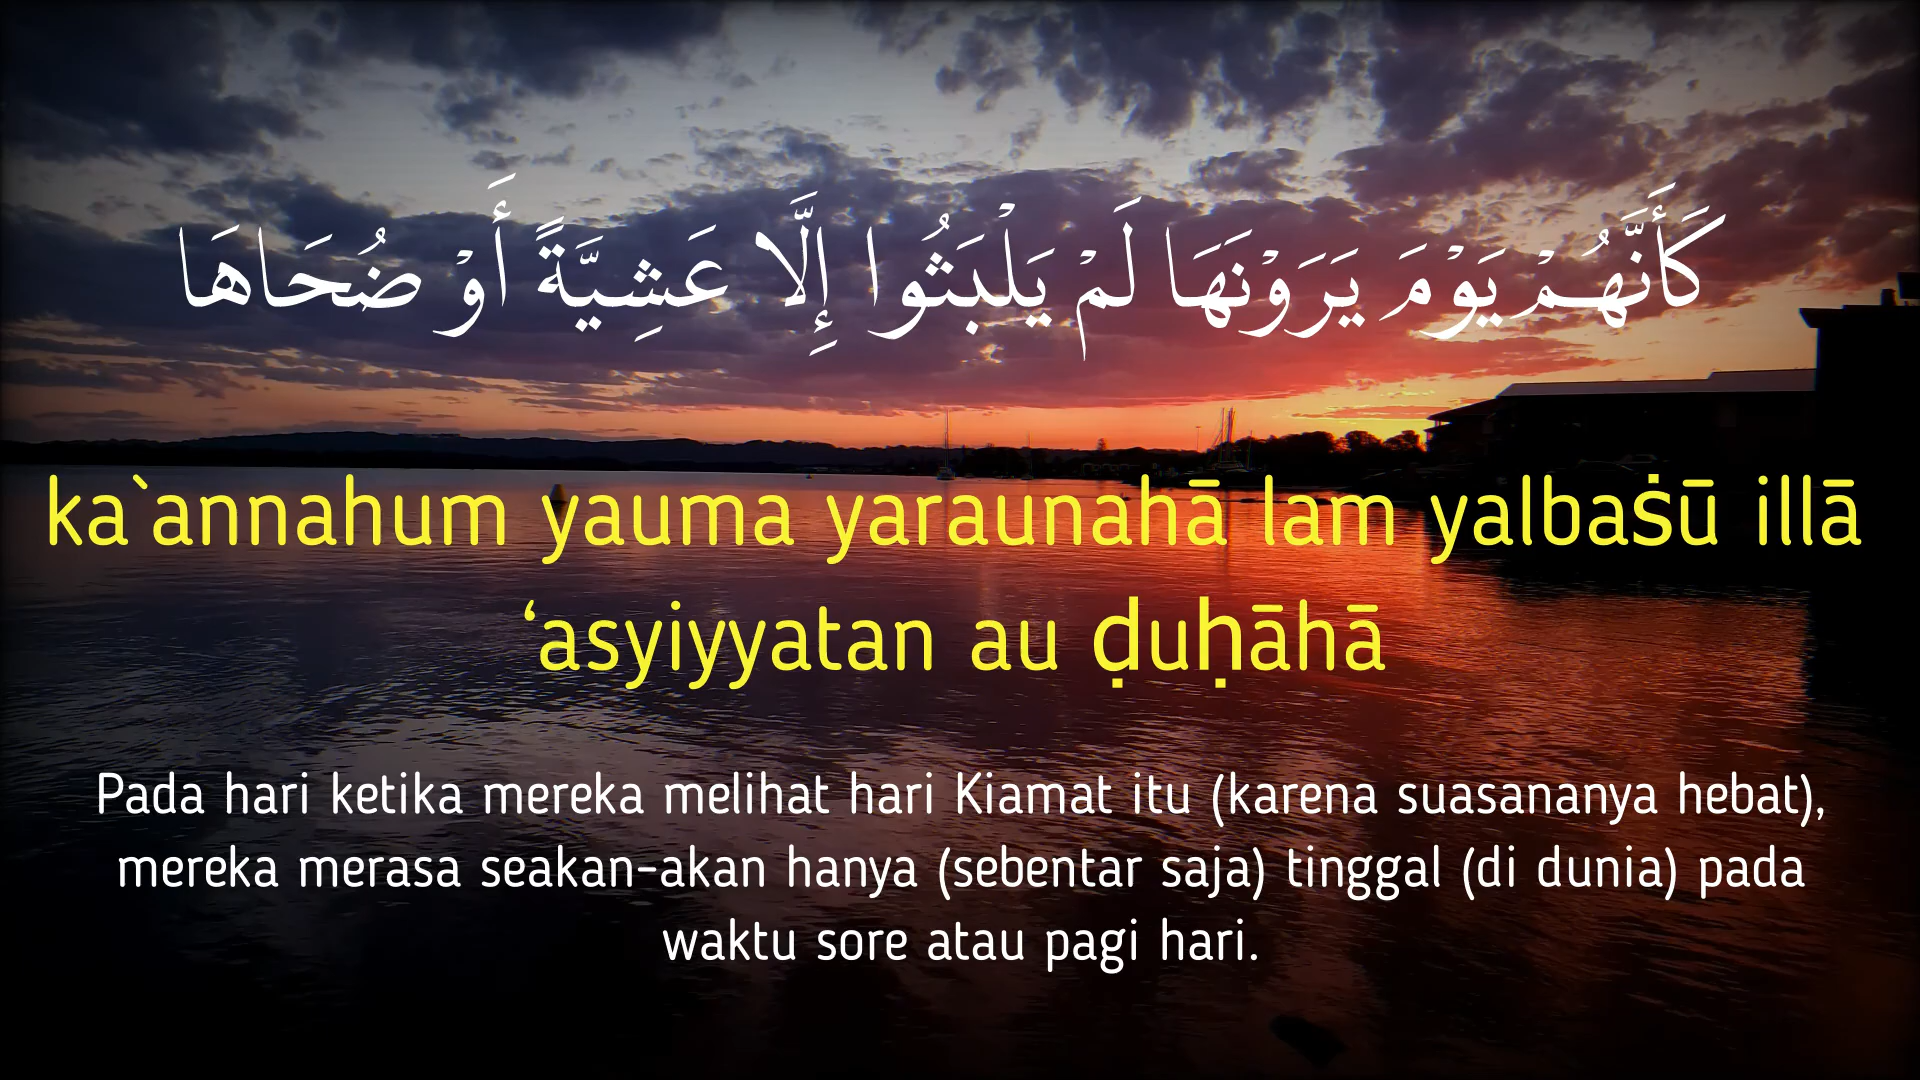 كَأَنَّهُمْ يَوْمَ يَرَوْنَهَا لَمْ يَلْبَثُوا إِلَّا عَشِيَّةً أَوْ ضُحَاهَا
ka`annahum yauma yaraunahā lam yalbaṡū illā
‘asyiyyatan au ḍuḥāhā
Pada hari ketika mereka melihat hari Kiamat itu (karena suasananya hebat),
mereka merasa seakan-akan hanya (sebentar saja) tinggal (di dunia) pada
waktu sore atau pagi hari.